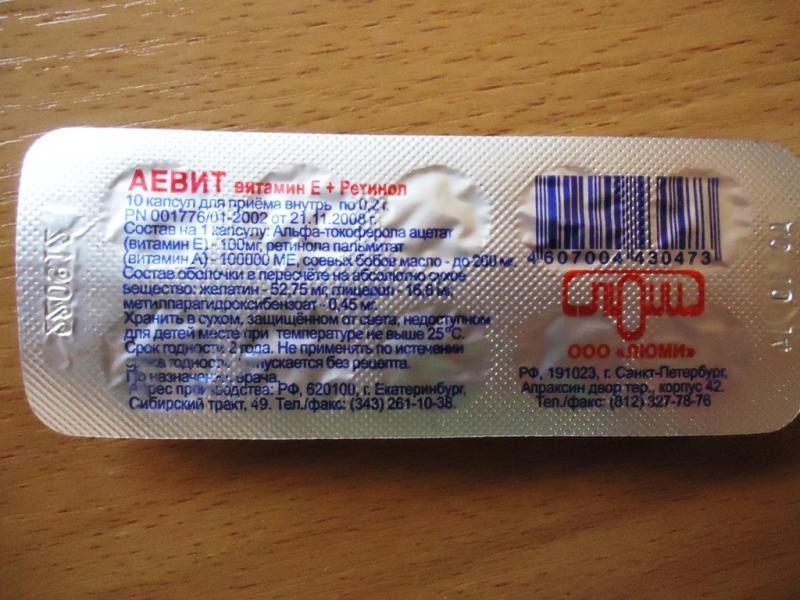 АЕВИТ витамин Е + Ретинол
10 капсул для приёма внутрь по 0,2 г.
PN 001776/01-2002 от 21.11.2008 г.
Состав на 1 капсулу: Альфа-токоферола ацетат
(витамин Е) - 100мг, ретинола пальмитат
(витамин А) - 100000 МЕ, соевых бобов масло - до 200 мг.
Состав оболочки в пересчёте на абсолютно сухое
вещество: желатин - 52,75 мг, глицерол - 16,8 мг,
метилпарагидроксибензоат - 0,45 мг.
Хранить в сухом, защищённом от света, недоступном
для детей месте при температуре не выше 25°С.
Срок годности 2 года. Не применять по истечении
годности. Отпускается без рецепта.
По назначению врача.
Адрес производства: РФ, 620100, г. Екатеринбург,
Сибирский тракт, 49. Тел./факс: (343) 261-10-38.
4607004430473
люми
ООО «ЛЮМИ»
РФ, 191023, г. Санкт-Петербург,
Апраксин двор тер., корпус 42.
Тел./факс: (812) 327-78-76